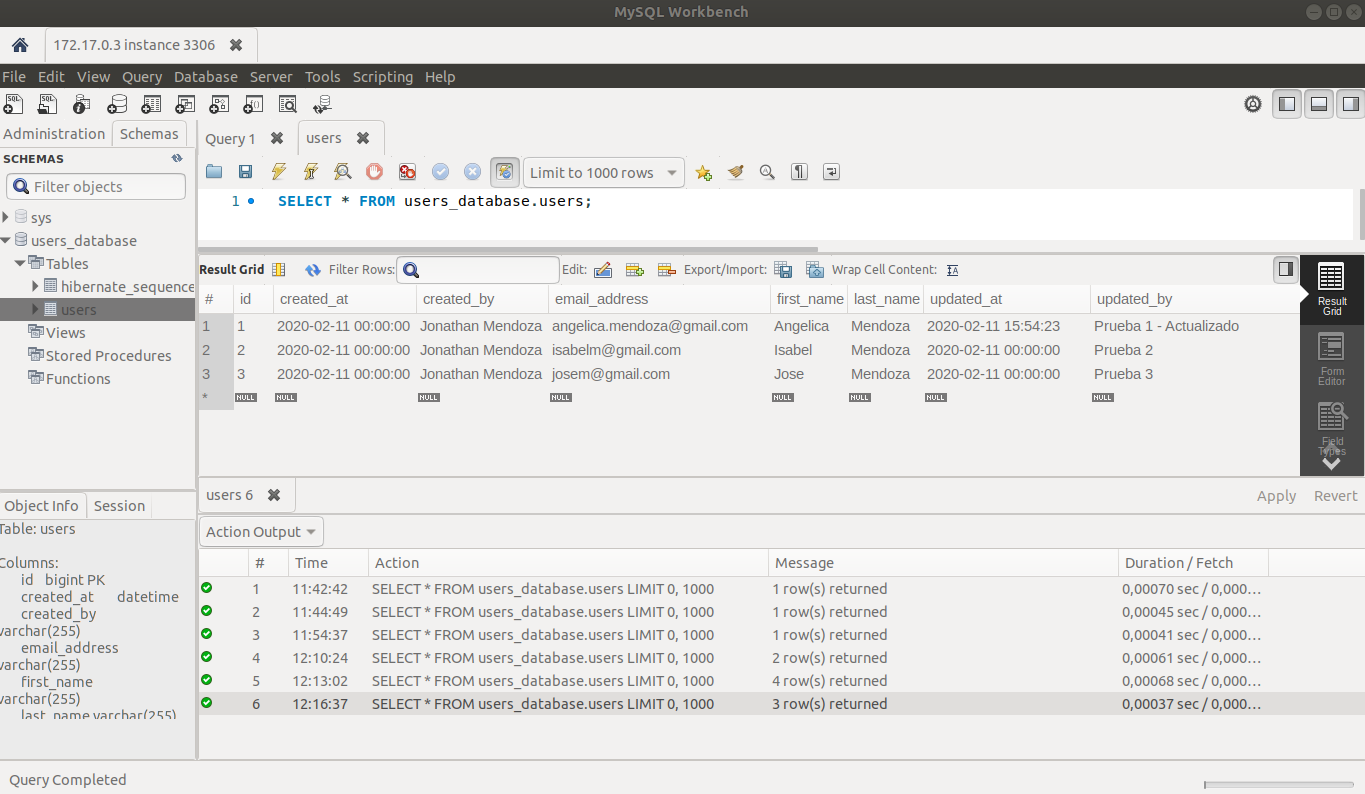 MySQL Workbench
172.17.0.3 instance 3306
File Edit View Query Database Server Tools Scripting Help
Administration Schemas
SCHEMAS
Filter objects
sys
users_database
Tables
hibernate_sequence
users
Views
Stored Procedures
Functions
Query 1 users
Limit to 1000 rows
1 SELECT * FROM users_database.users;
Result Grid Filter Rows: Edit: Export/Import: Wrap Cell Content:
# id created_at created_by email_address first_name last_name updated_at updated_by
1 1 2020-02-11 00:00:00 Jonathan Mendoza angelica.mendoza@gmail.com Angelica Mendoza 2020-02-11 15:54:23 Prueba 1 - Actualizado
2 2 2020-02-11 00:00:00 Jonathan Mendoza isabelm@gmail.com Isabel Mendoza 2020-02-11 00:00:00 Prueba 2
3 3 2020-02-11 00:00:00 Jonathan Mendoza josem@gmail.com Jose Mendoza 2020-02-11 00:00:00 Prueba 3
* NULL NULL NULL NULL NULL NULL NULL NULL
Result
Grid
Form
Editor
Field
Types
users 6 Apply Revert
Object Info Session
Table: users
Columns:
id bigint PK
created_at datetime
created_by
varchar(255)
email_address
varchar(255)
first_name
varchar(255)
last_name varchar(255)
Action Output
# Time Action Message Duration / Fetch
1 11:42:42 SELECT * FROM users_database.users LIMIT 0, 1000 1 row(s) returned 0,00070 sec / 0,000...
2 11:44:49 SELECT * FROM users_database.users LIMIT 0, 1000 1 row(s) returned 0,00045 sec / 0,000...
3 11:54:37 SELECT * FROM users_database.users LIMIT 0, 1000 1 row(s) returned 0,00041 sec / 0,000...
4 12:10:24 SELECT * FROM users_database.users LIMIT 0, 1000 2 row(s) returned 0,00061 sec / 0,000...
5 12:13:02 SELECT * FROM users_database.users LIMIT 0, 1000 4 row(s) returned 0,00068 sec / 0,000...
6 12:16:37 SELECT * FROM users_database.users LIMIT 0, 1000 3 row(s) returned 0,00037 sec / 0,000...
Query Completed